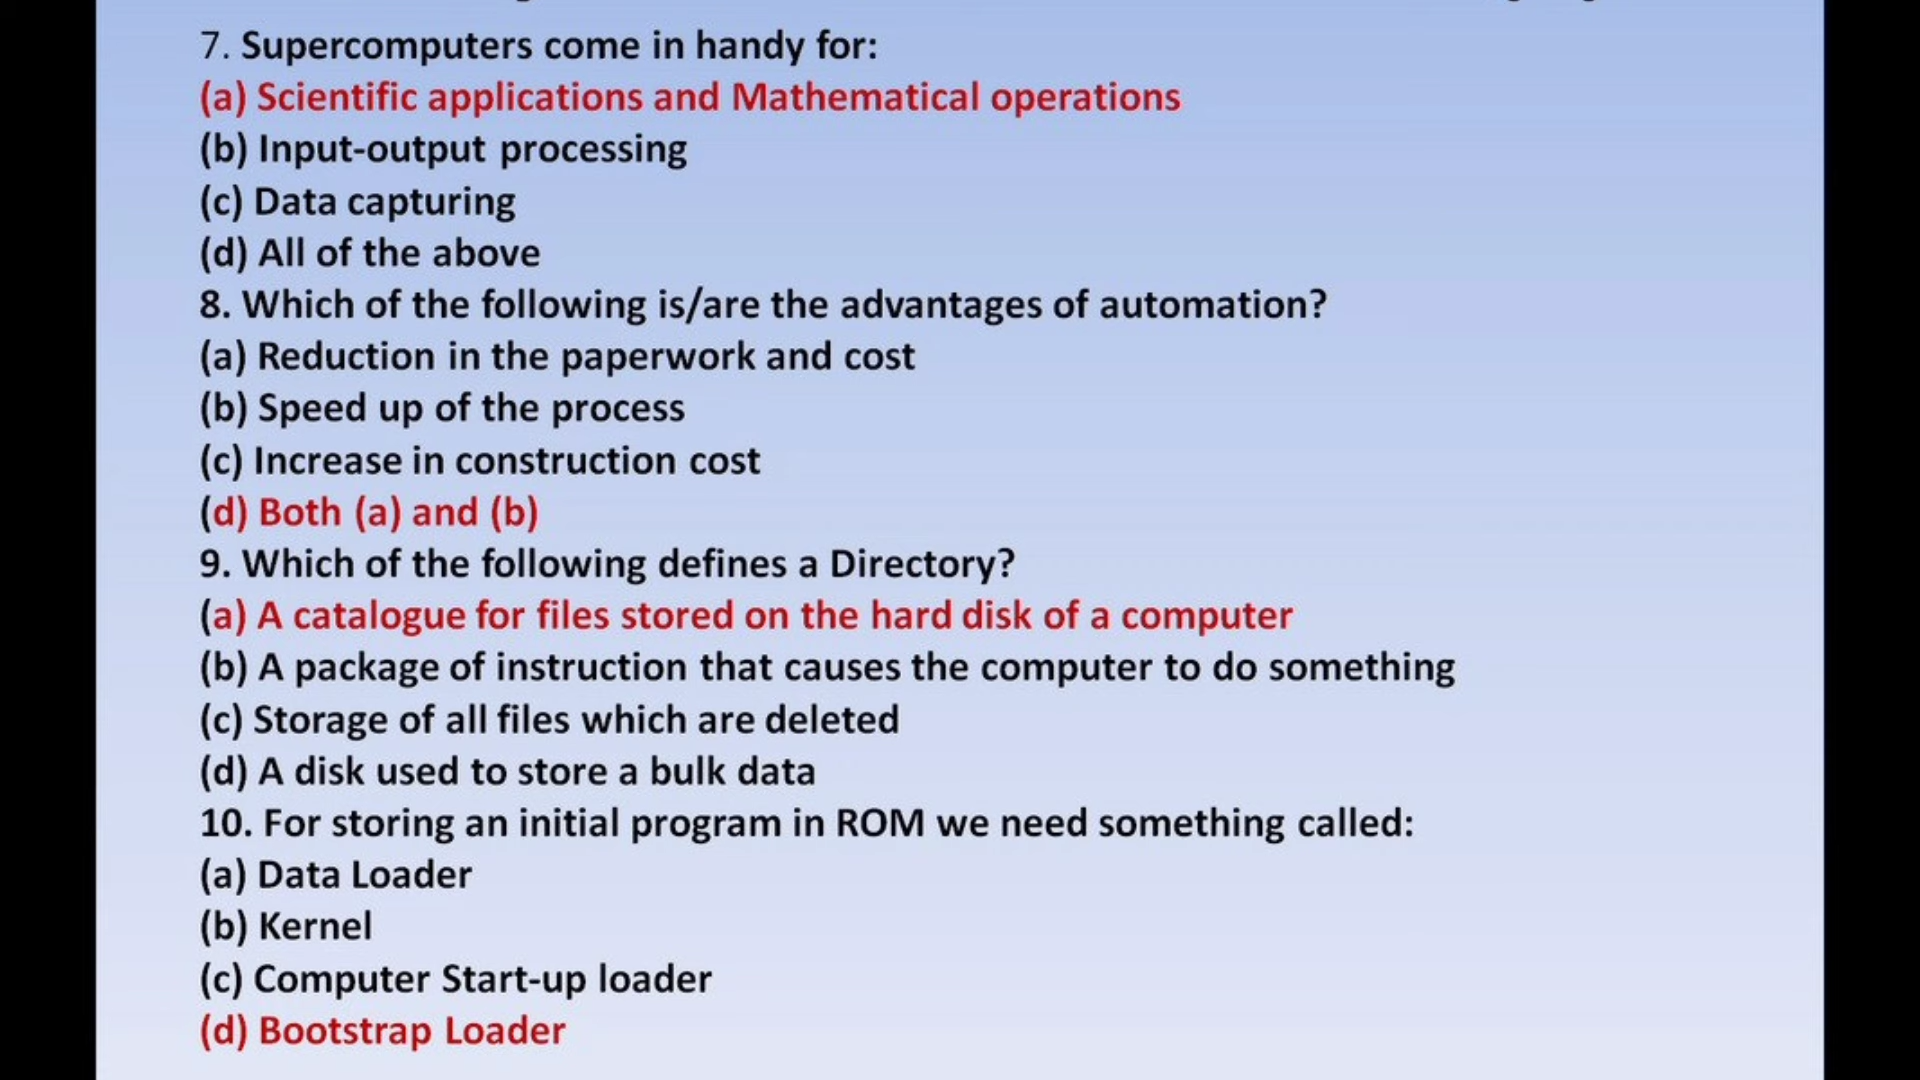 7. Supercomputers come in handy for:
(a) Scientific applications and Mathematical operations
(b) Input-output processing
(c) Data capturing
(d) All of the above
8. Which of the following is/are the advantages of automation?
(a) Reduction in the paperwork and cost
(b) Speed up of the process
(c) Increase in construction cost
(d) Both (a) and (b)
9. Which of the following defines a Directory?
(a) A catalogue for files stored on the hard disk of a computer
(b) A package of instruction that causes the computer to do something
(c) Storage of all files which are deleted
(d) A disk used to store a bulk data
10. For storing an initial program in ROM we need something called:
(a) Data Loader
(b) Kernel
(c) Computer Start-up loader
(d) Bootstrap Loader